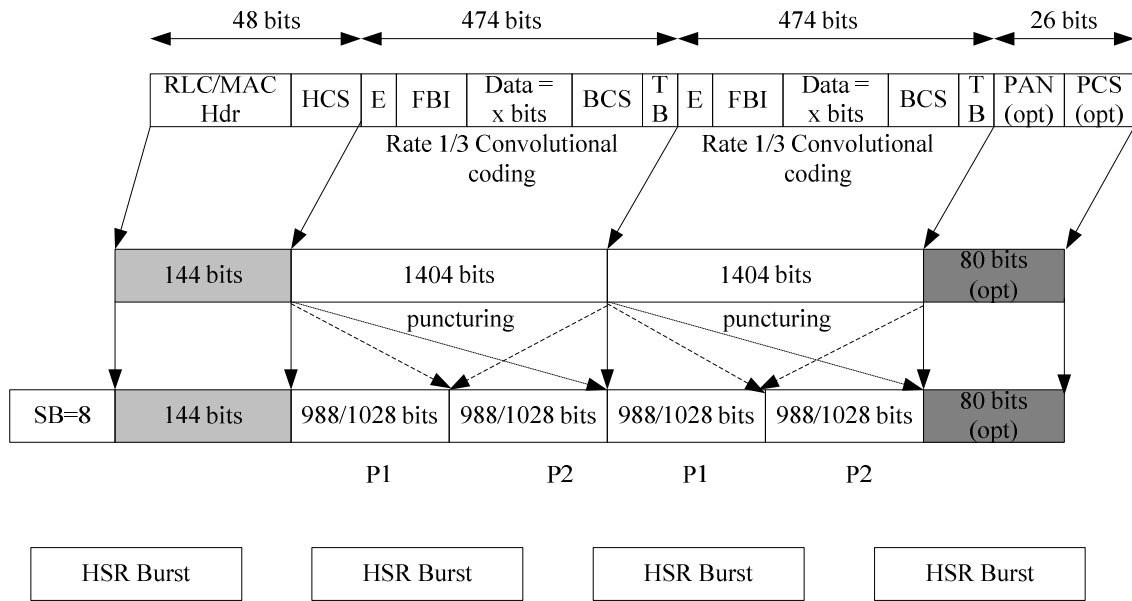 48 bits 474 bits 474 bits 26 bits
RLC/MAC Hdr HCS E FBI Data = x bits BCS T B E FBI Data = x bits BCS T B PAN (opt) PCS (opt)
Rate 1/3 Convolutional coding Rate 1/3 Convolutional coding
144 bits 1404 bits 1404 bits 80 bits (opt)
puncturing puncturing
SB=8 144 bits 988/1028 bits 988/1028 bits 988/1028 bits 988/1028 bits 80 bits (opt)
P1 P2 P1 P2
HSR Burst HSR Burst HSR Burst HSR Burst